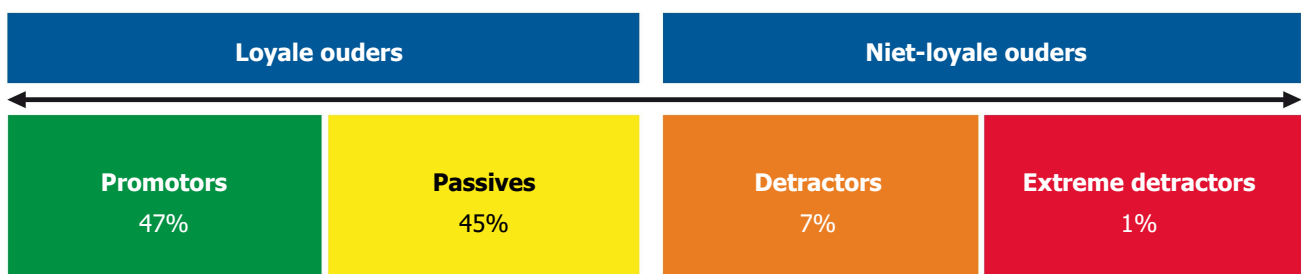 Loyale ouders
Niet-loyale ouders
Promotors
47%
Passives
45%
Detractors
7%
Extreme detractors
1%